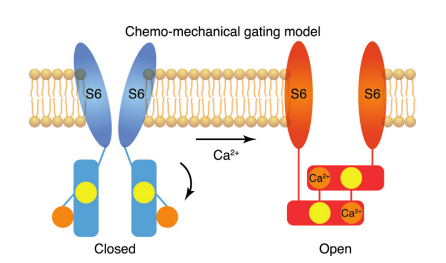 Chemo-mechanical gating model
S6
S6
S6
S6
Ca²⁺
Ca²⁺
Ca²⁺
Closed
Open